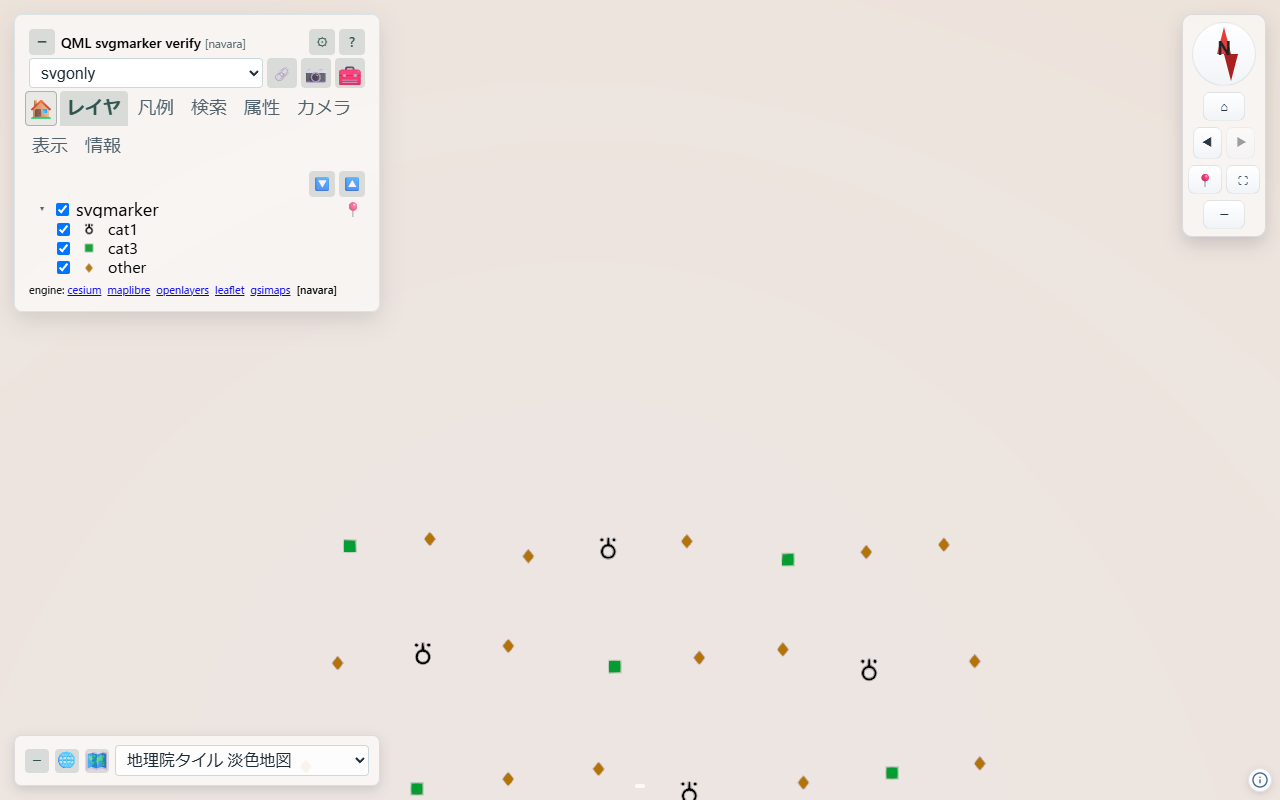 QML svgmarker verify [navara]
?
svgonly
レイヤ 凡例 検索 属性 カメラ
表示 情報
svgmarker
cat1
cat3
other
engine: cesium maplibre openlayers leaflet gsimaps [navara]
N
地理院タイル 淡色地図